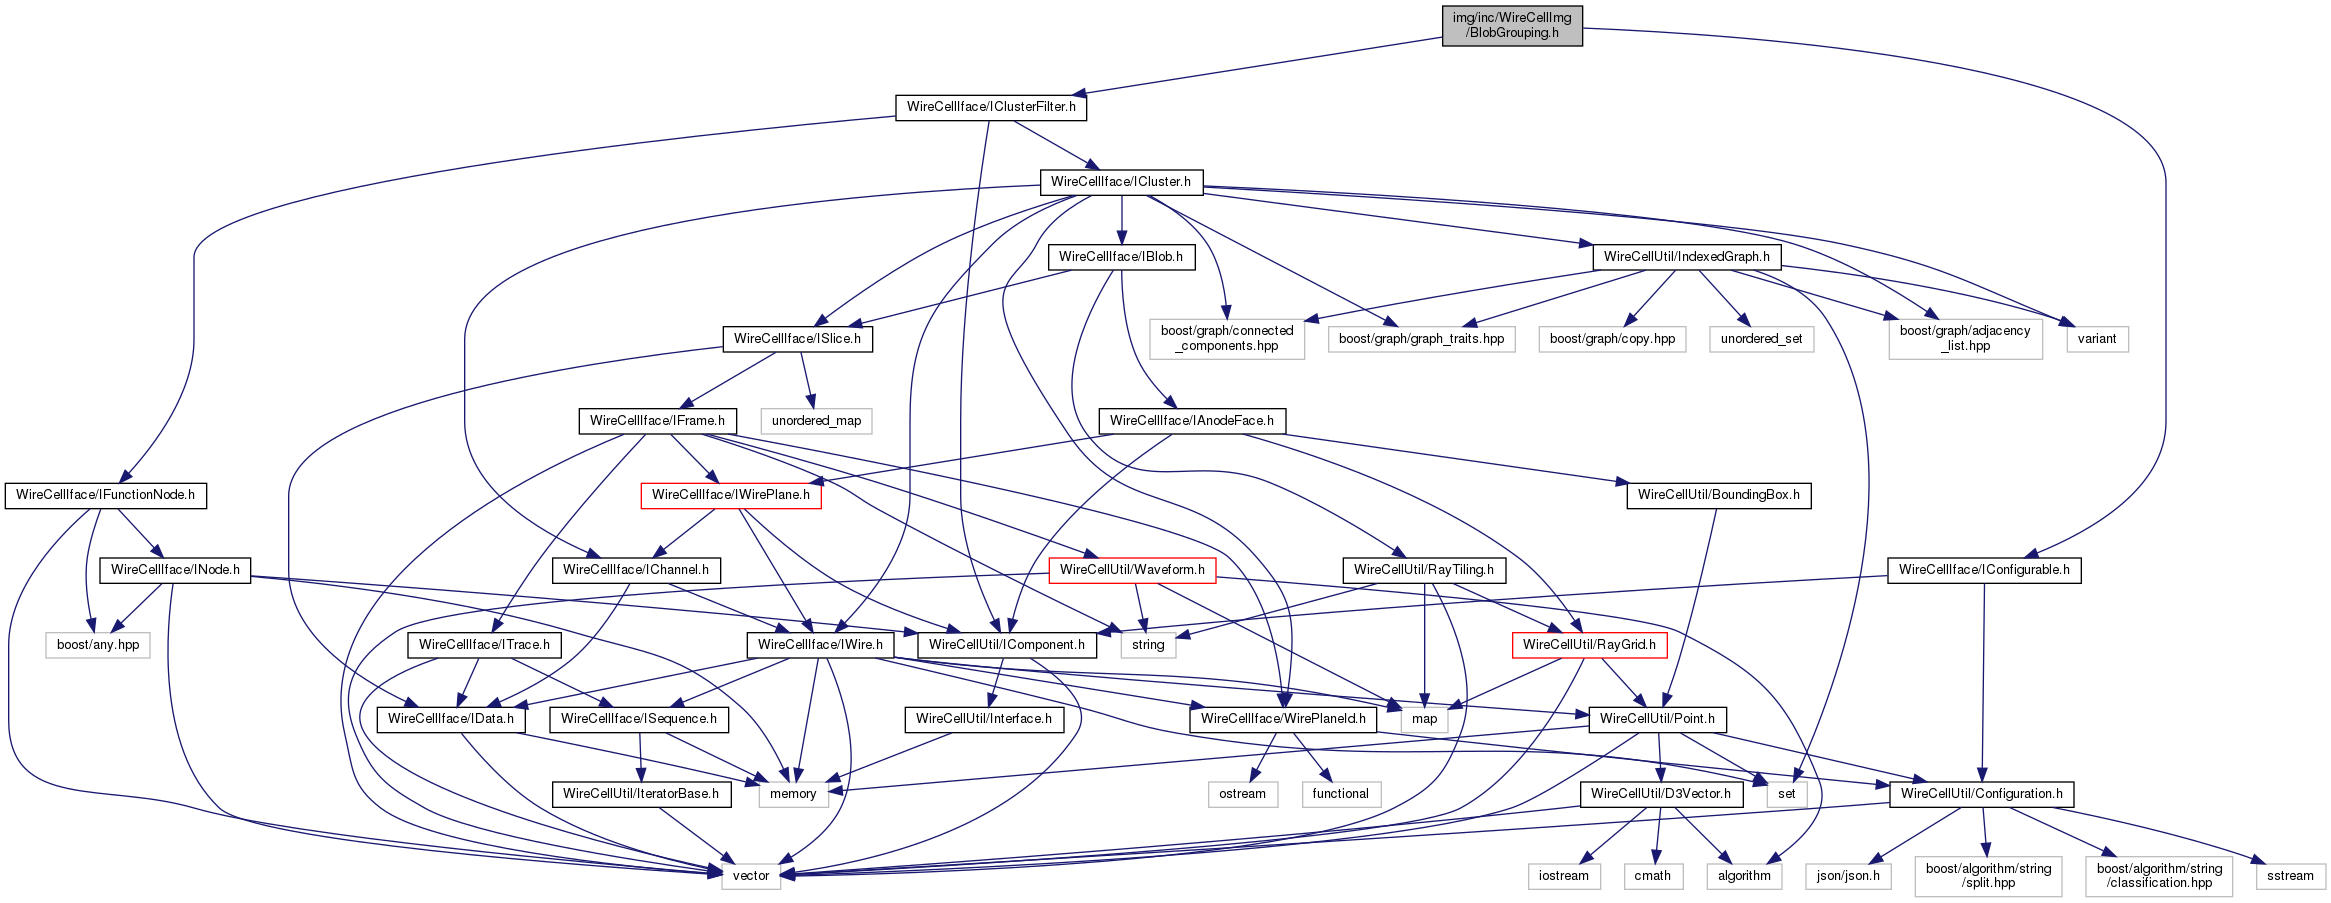 img/inc/WireCellImg
/BlobGrouping.h
WireCellIface/IClusterFilter.h
WireCellIface/ICluster.h
WireCellIface/IBlob.h
WireCellUtil/IndexedGraph.h
WireCellIface/ISlice.h
boost/graph/connected
_components.hpp
boost/graph/graph_traits.hpp
boost/graph/copy.hpp
unordered_set
boost/graph/adjacency
_list.hpp
variant
WireCellIface/IFrame.h
unordered_map
WireCellIface/IAnodeFace.h
WireCellIface/IFunctionNode.h
WireCellIface/IWirePlane.h
WireCellUtil/BoundingBox.h
WireCellIface/INode.h
WireCellIface/IChannel.h
WireCellUtil/Waveform.h
WireCellUtil/RayTiling.h
WireCellIface/IConfigurable.h
boost/any.hpp
WireCellIface/ITrace.h
WireCellIface/IWire.h
WireCellUtil/IComponent.h
string
WireCellUtil/RayGrid.h
WireCellIface/IData.h
WireCellIface/ISequence.h
WireCellUtil/Interface.h
WireCellIface/WirePlaneId.h
map
WireCellUtil/Point.h
WireCellUtil/IteratorBase.h
memory
ostream
functional
WireCellUtil/D3Vector.h
set
WireCellUtil/Configuration.h
vector
iostream
cmath
algorithm
json/json.h
boost/algorithm/string
/split.hpp
boost/algorithm/string
/classification.hpp
sstream